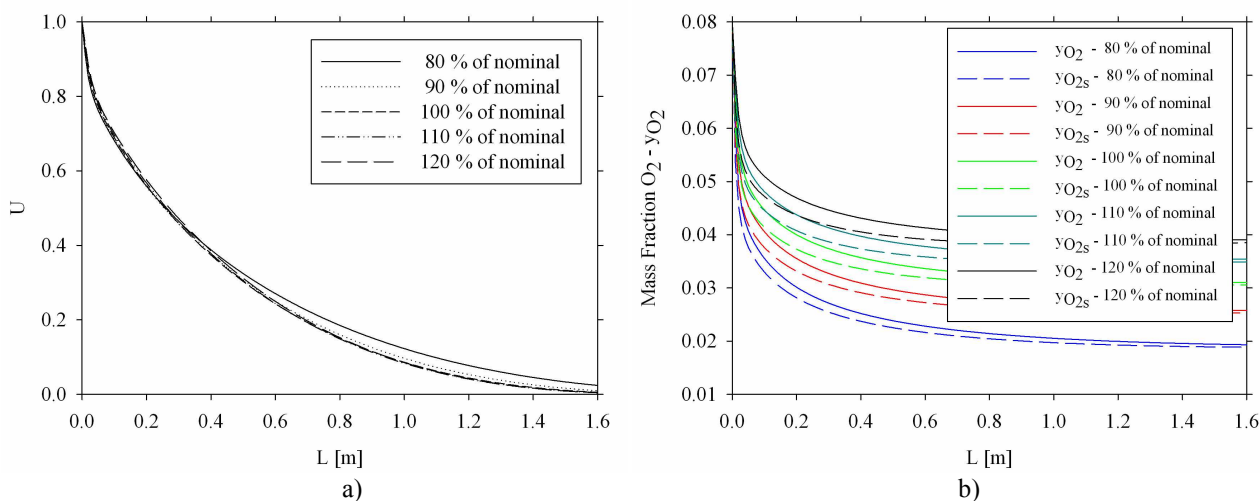 1.0
0.8
0.6
0.4
0.2
0.0
U
80 % of nominal
90 % of nominal
100 % of nominal
110 % of nominal
120 % of nominal
0.0 0.2 0.4 0.6 0.8 1.0 1.2 1.4 1.6
L [m]
a)
0.08
0.07
0.06
0.05
0.04
0.03
0.02
0.01
Mass Fraction O2 - yO2
yO2 - 80 % of nominal
yO2s - 80 % of nominal
yO2 - 90 % of nominal
yO2s - 90 % of nominal
yO2 - 100 % of nominal
yO2s - 100 % of nominal
yO2 - 110 % of nominal
yO2s - 110 % of nominal
yO2 - 120 % of nominal
yO2s - 120 % of nominal
0.0 0.2 0.4 0.6 0.8 1.0 1.2 1.4 1.6
L [m]
b)